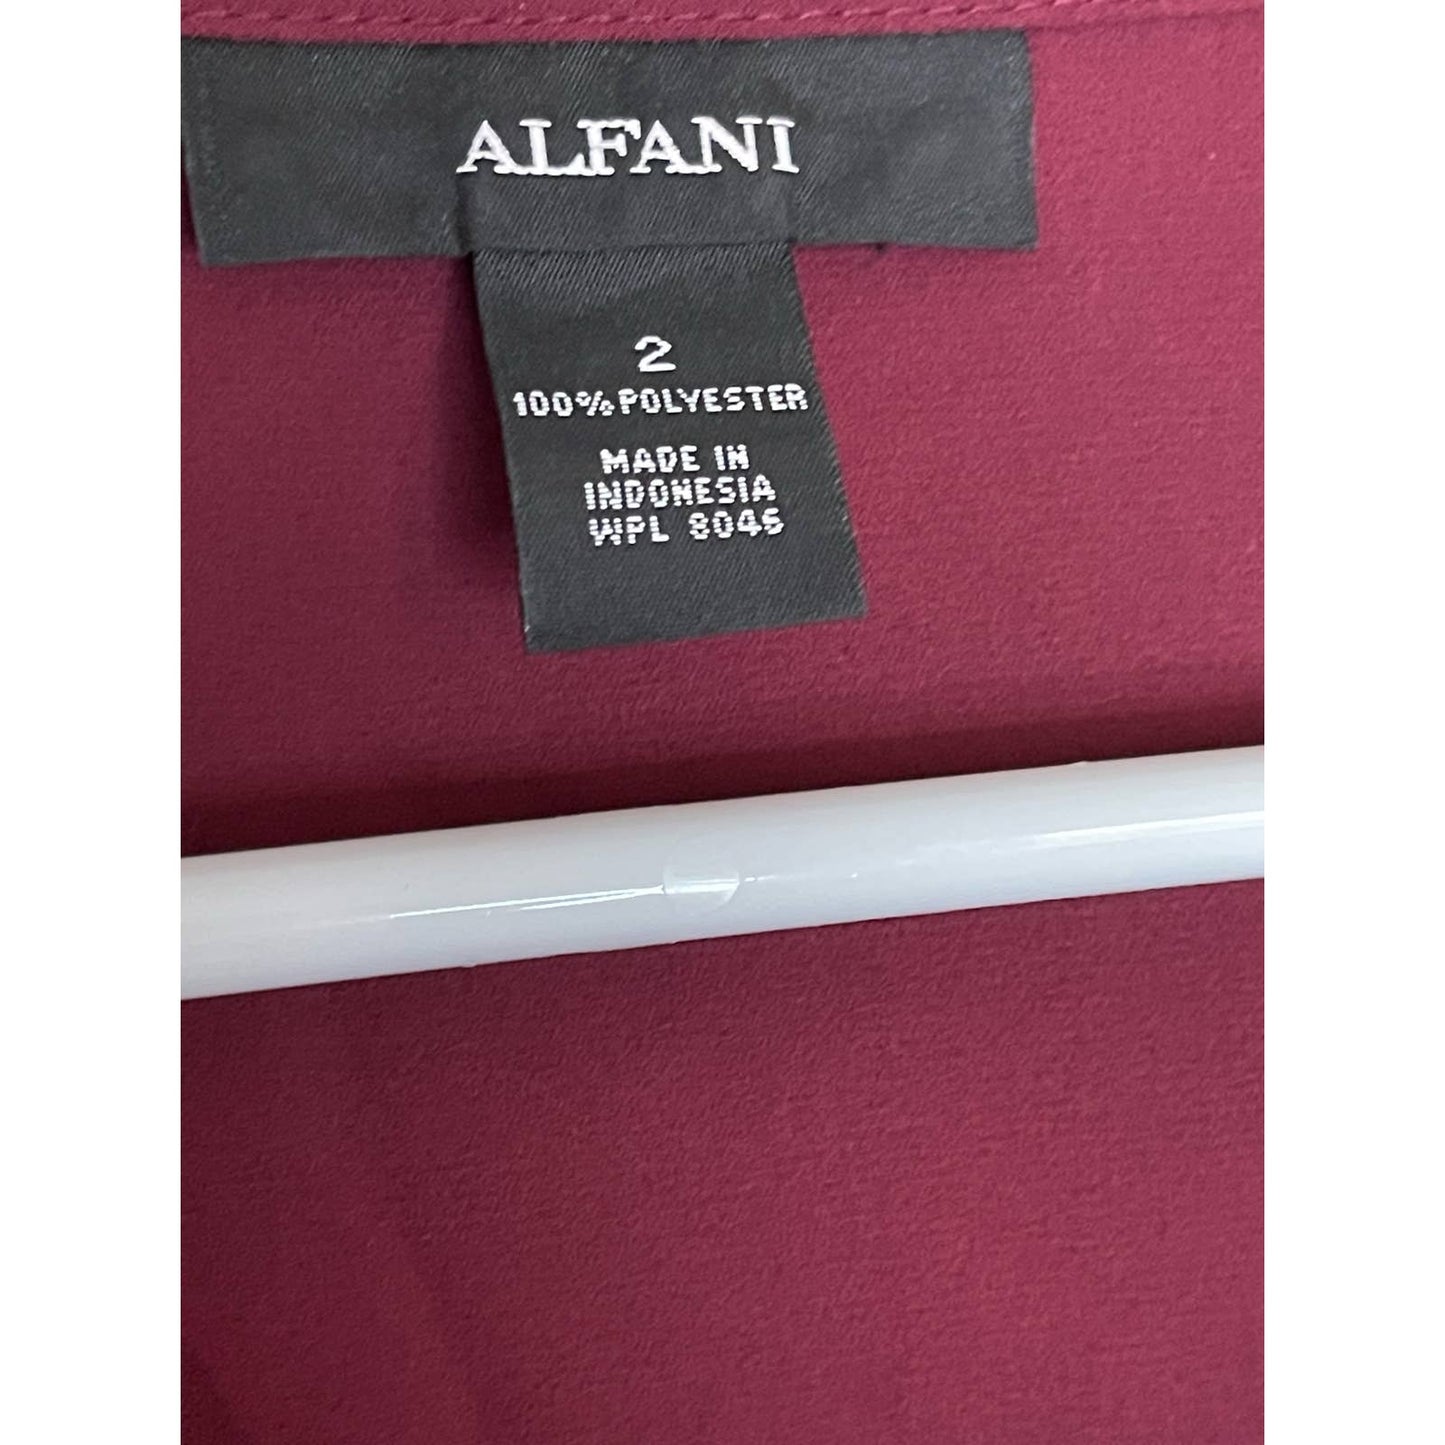 ALFANI
2
100% POLYESTER
MADE IN
INDONESIA
WPL 8046